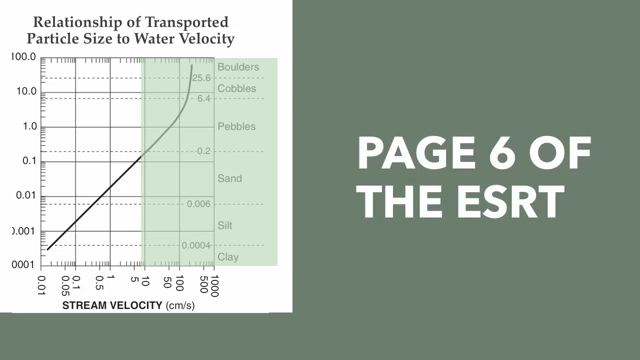 Relationship of Transported
Particle Size to Water Velocity
100.0
10.0
1.0
0.1
0.01
0.001
0001
Boulders
25.6
Cobbles
6.4
Pebbles
0.2
Sand
0.006
Silt
0.0004
Clay
0.01
0.05
0.1
0.5
1
5
10
50
100
500
1000
STREAM VELOCITY (cm/s)
PAGE 6 OF
THE ESRT